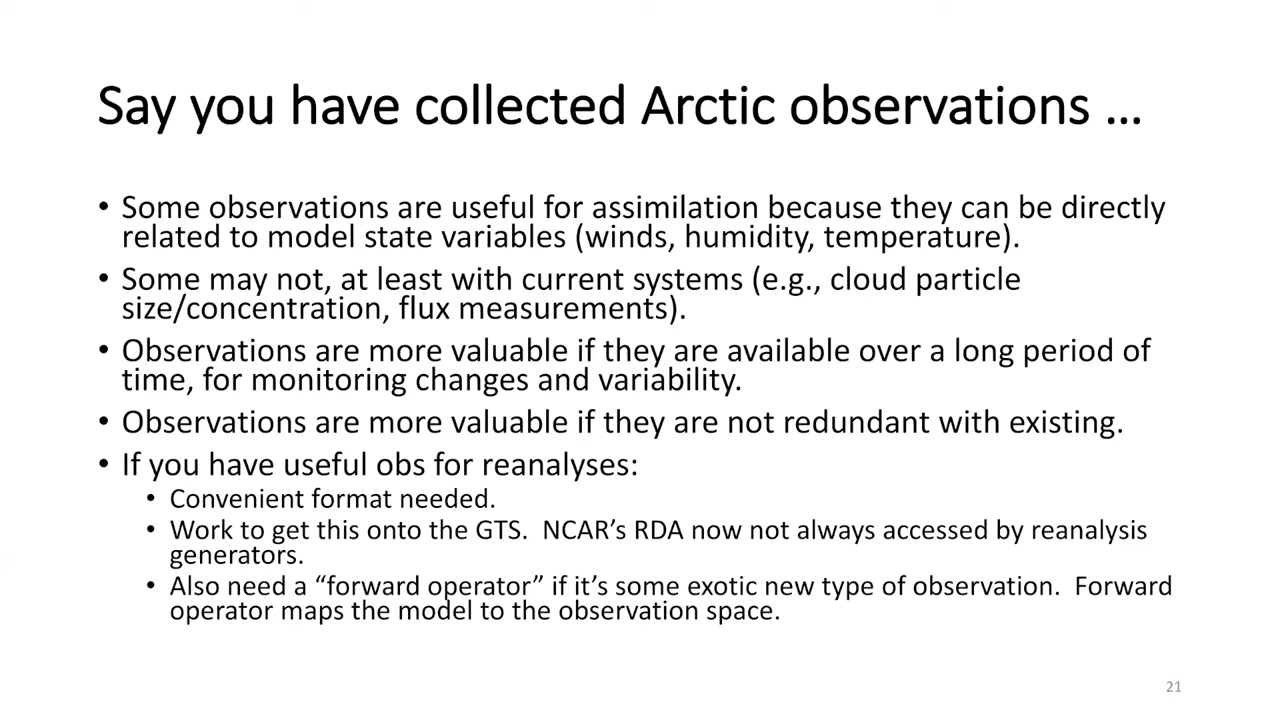 Say you have collected Arctic observations …
• Some observations are useful for assimilation because they can be directly
related to model state variables (winds, humidity, temperature).
• Some may not, at least with current systems (e.g., cloud particle
size/concentration, flux measurements).
• Observations are more valuable if they are available over a long period of
time, for monitoring changes and variability.
• Observations are more valuable if they are not redundant with existing.
• If you have useful obs for reanalyses:
• Convenient format needed.
• Work to get this onto the GTS.  NCAR’s RDA now not always accessed by reanalysis
generators.
• Also need a “forward operator” if it’s some exotic new type of observation.  Forward
operator maps the model to the observation space.
21